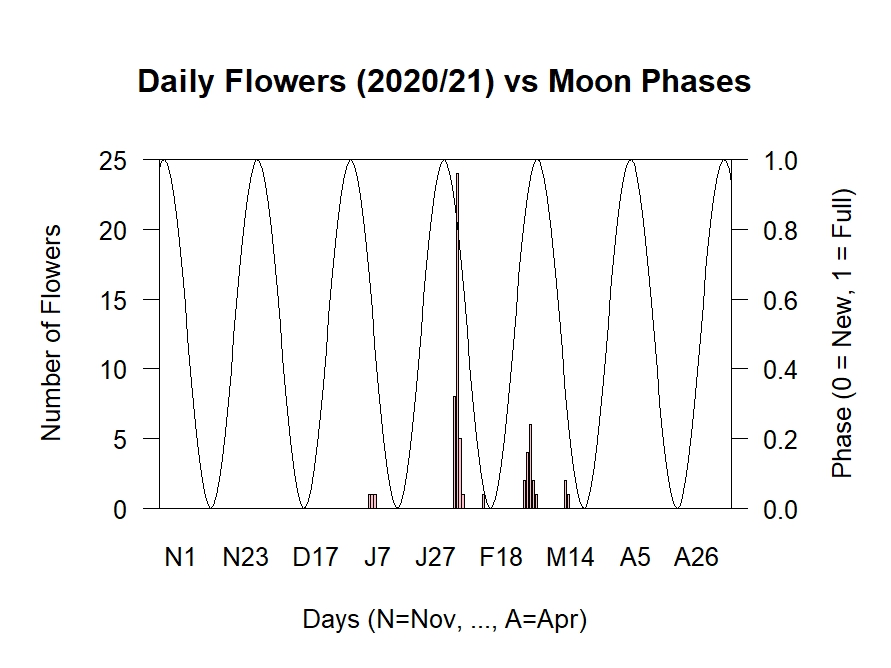 Daily Flowers (2020/21) vs Moon Phases
Number of Flowers
25
20
15
10
5
0
1.0
0.8
0.6
0.4
0.2
0.0
Phase (0 = New, 1 = Full)
N1 N23 D17 J7 J27 F18 M14 A5 A26
Days (N=Nov, ..., A=Apr)